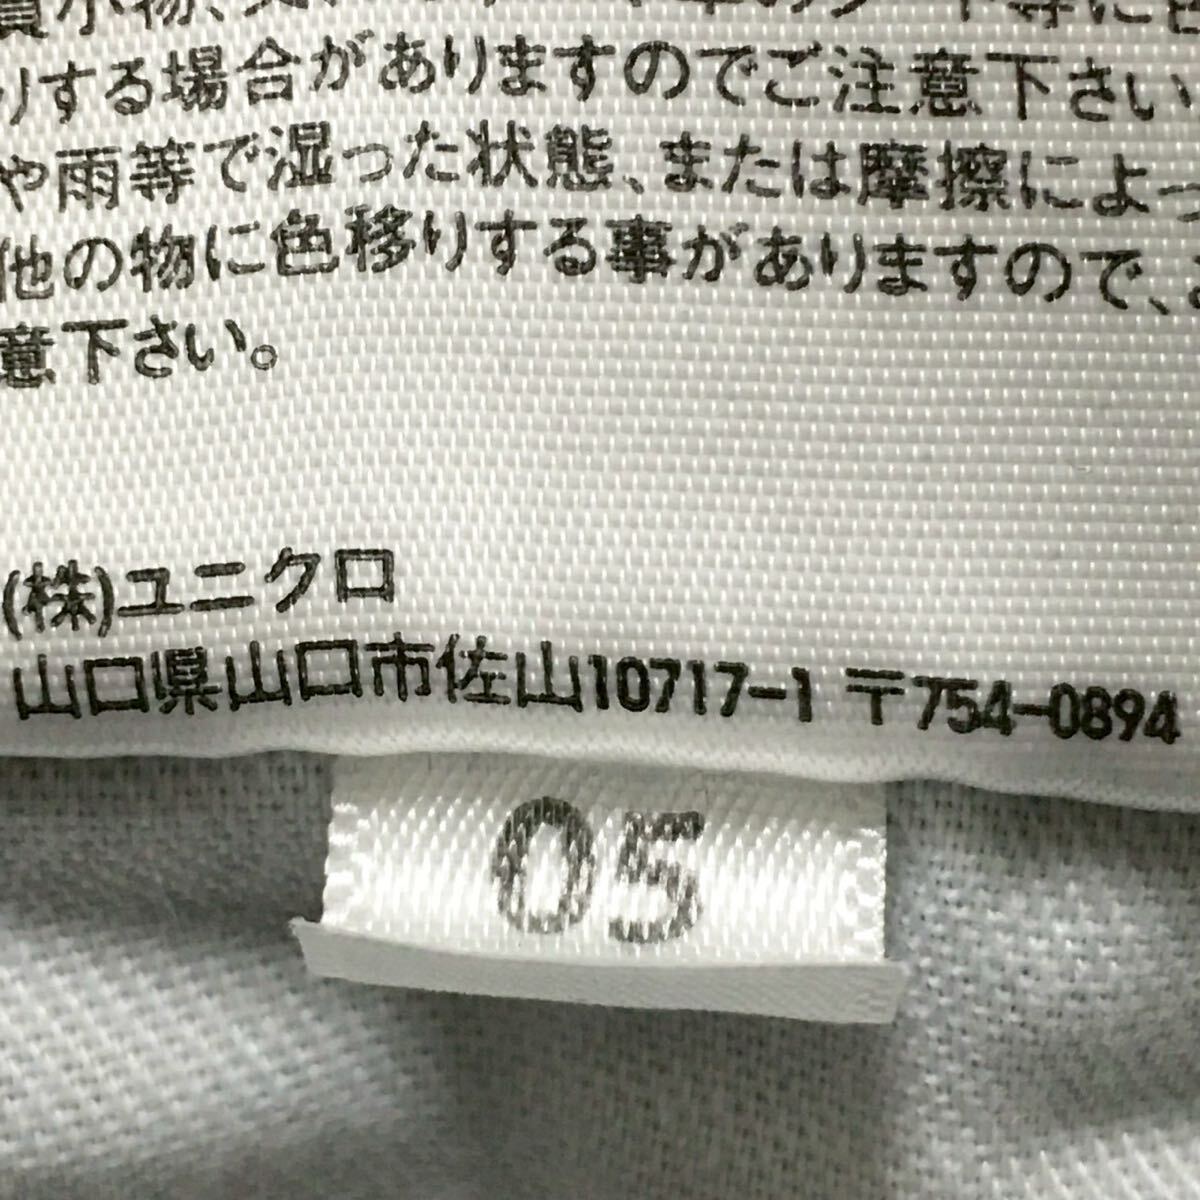 に色
りする場合がありますのでご注意下さい
や雨等で湿った状態、または摩擦によっ
他の物に色移りする事がありますので、
意下さい。
(株)ユニクロ
山口県山口市佐山10717-1 〒754-0894
05